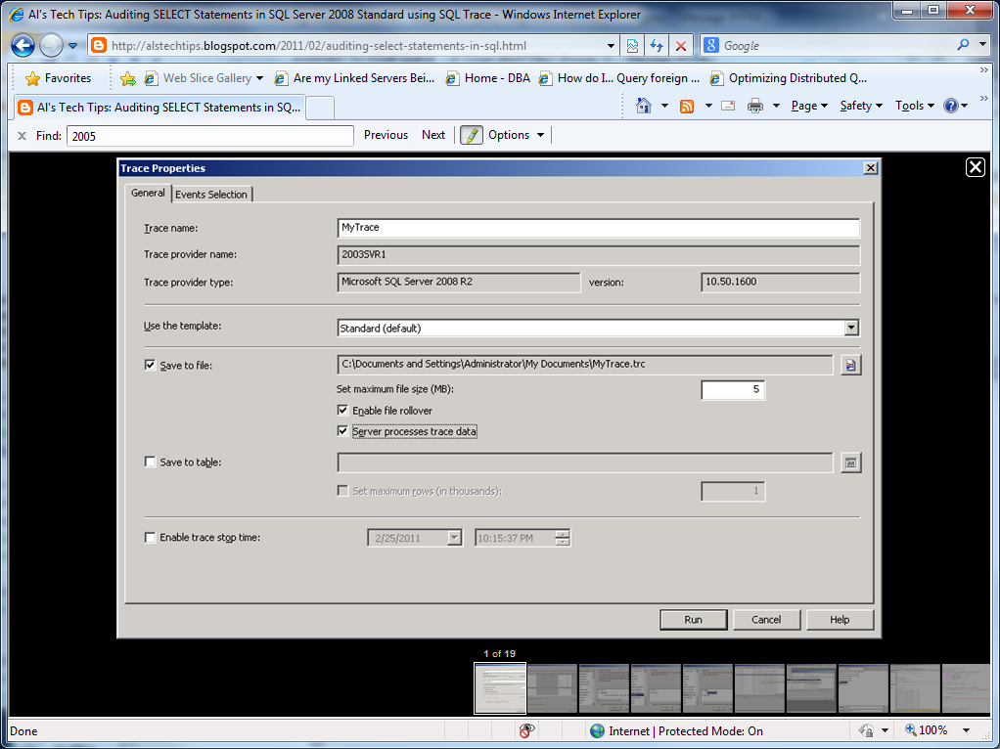 Al's Tech Tips: Auditing SELECT Statements in SQL Server 2008 Standard using SQL Trace - Windows Internet Explorer
http://alstechtips.blogspot.com/2011/02/auditing-select-statements-in-sql.html
Google
Favorites
Web Slice Gallery
Are my Linked Servers Bei...
Home - DBA
How do I... Query foreign ...
Optimizing Distributed Q...
Al's Tech Tips: Auditing SELECT Statements in SQ...
Page
Safety
Tools
Find: 2005
Previous
Next
Options
Trace Properties
General
Events Selection
Trace name: MyTrace
Trace provider name: 2003SVR1
Trace provider type: Microsoft SQL Server 2008 R2 version: 10.50.1600
Use the template: Standard (default)
Save to file: C:\Documents and Settings\Administrator\My Documents\MyTrace.trc
Set maximum file size (MB): 5
Enable file rollover
Server processes trace data
Save to table:
Set maximum rows (in thousands): 1
Enable trace stop time: 2/25/2011 10:15:37 PM
Run
Cancel
Help
1 of 19
Done
Internet | Protected Mode: On
100%